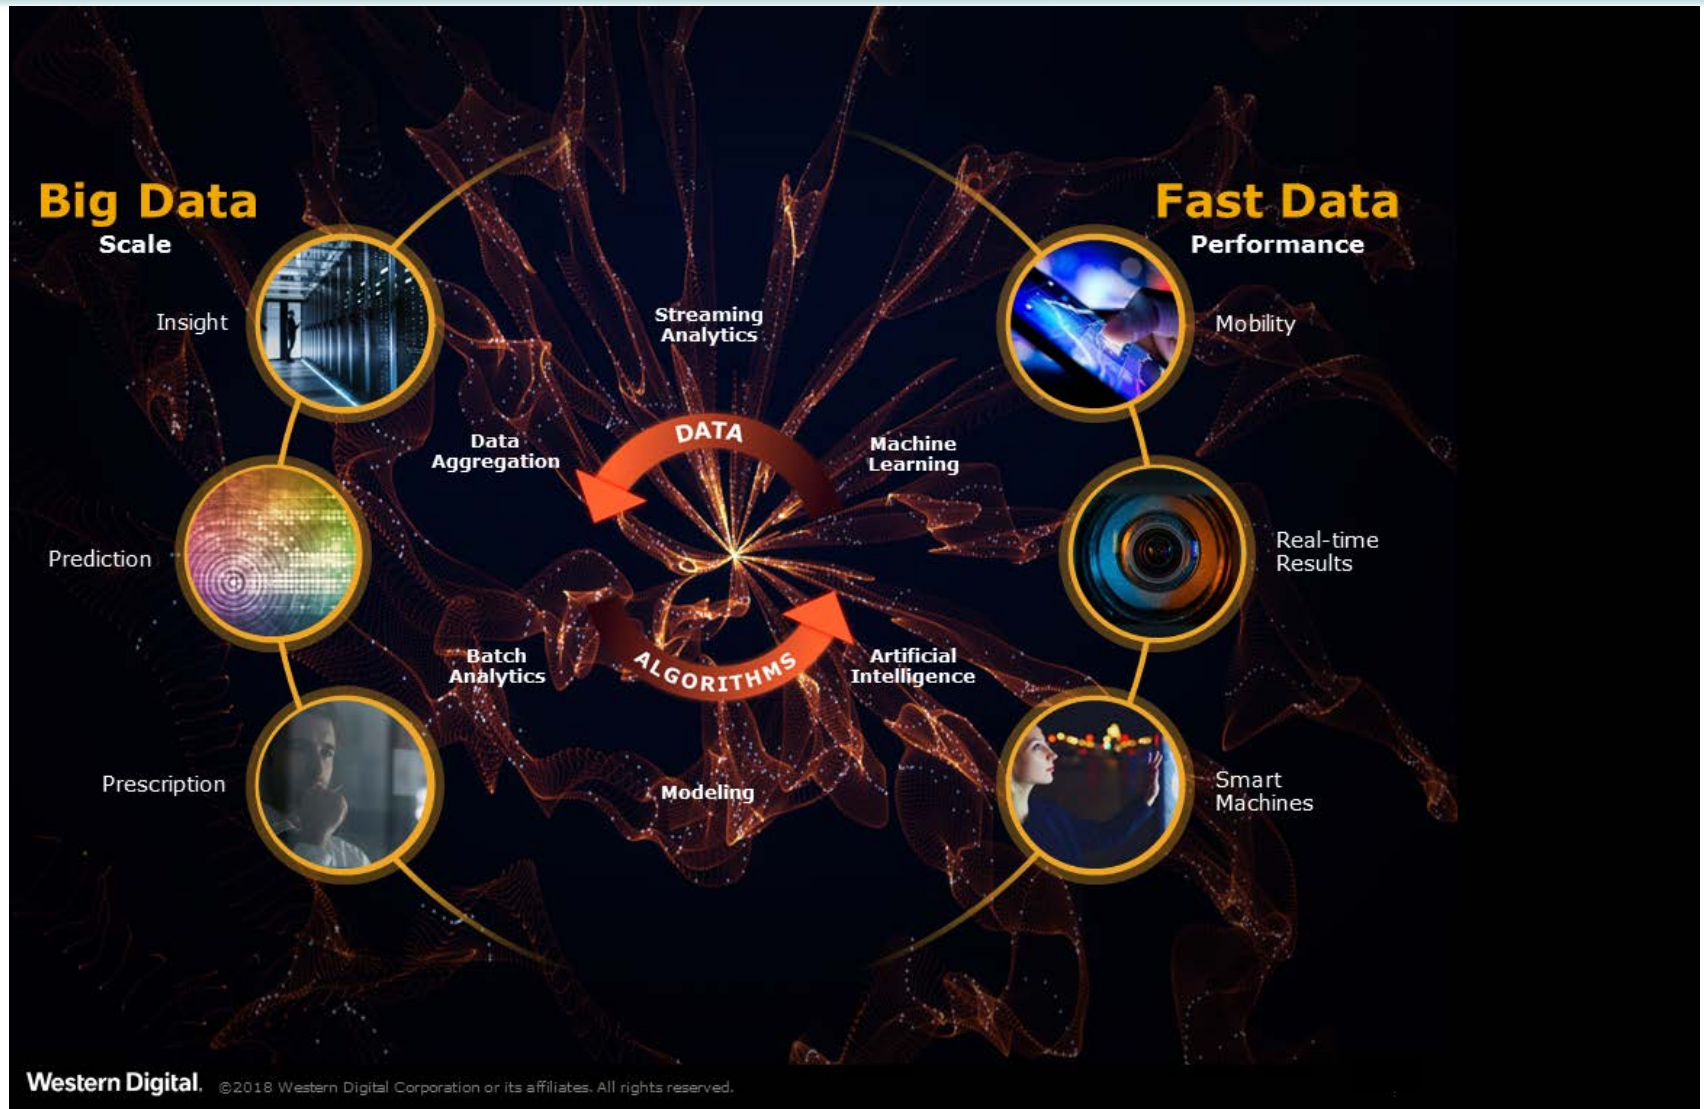 Big Data
Scale
Insight
Prediction
Prescription
Streaming
Analytics
Data
Aggregation
DATA
Machine
Learning
Batch
Analytics
ALGORITHMS
Artificial
Intelligence
Modeling
Fast Data
Performance
Mobility
Real-time
Results
Smart
Machines
Western Digital. ©2018 Western Digital Corporation or its affiliates. All rights reserved.